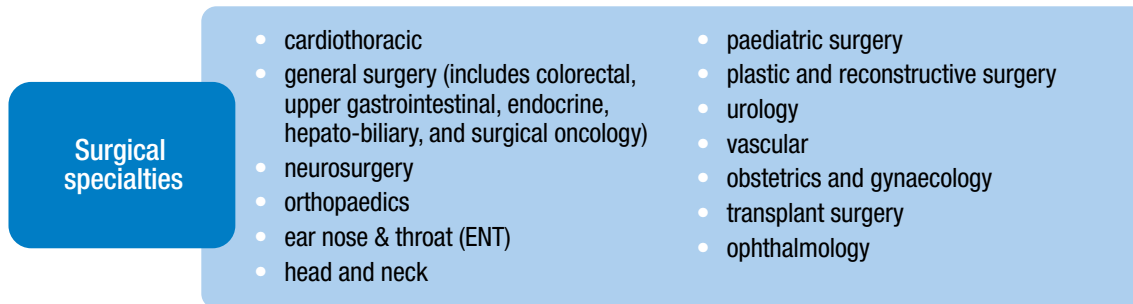 Surgical
specialties
• cardiothoracic
• general surgery (includes colorectal,
upper gastrointestinal, endocrine,
hepato-biliary, and surgical oncology)
• neurosurgery
• orthopaedics
• ear nose & throat (ENT)
• head and neck
• paediatric surgery
• plastic and reconstructive surgery
• urology
• vascular
• obstetrics and gynaecology
• transplant surgery
• ophthalmology